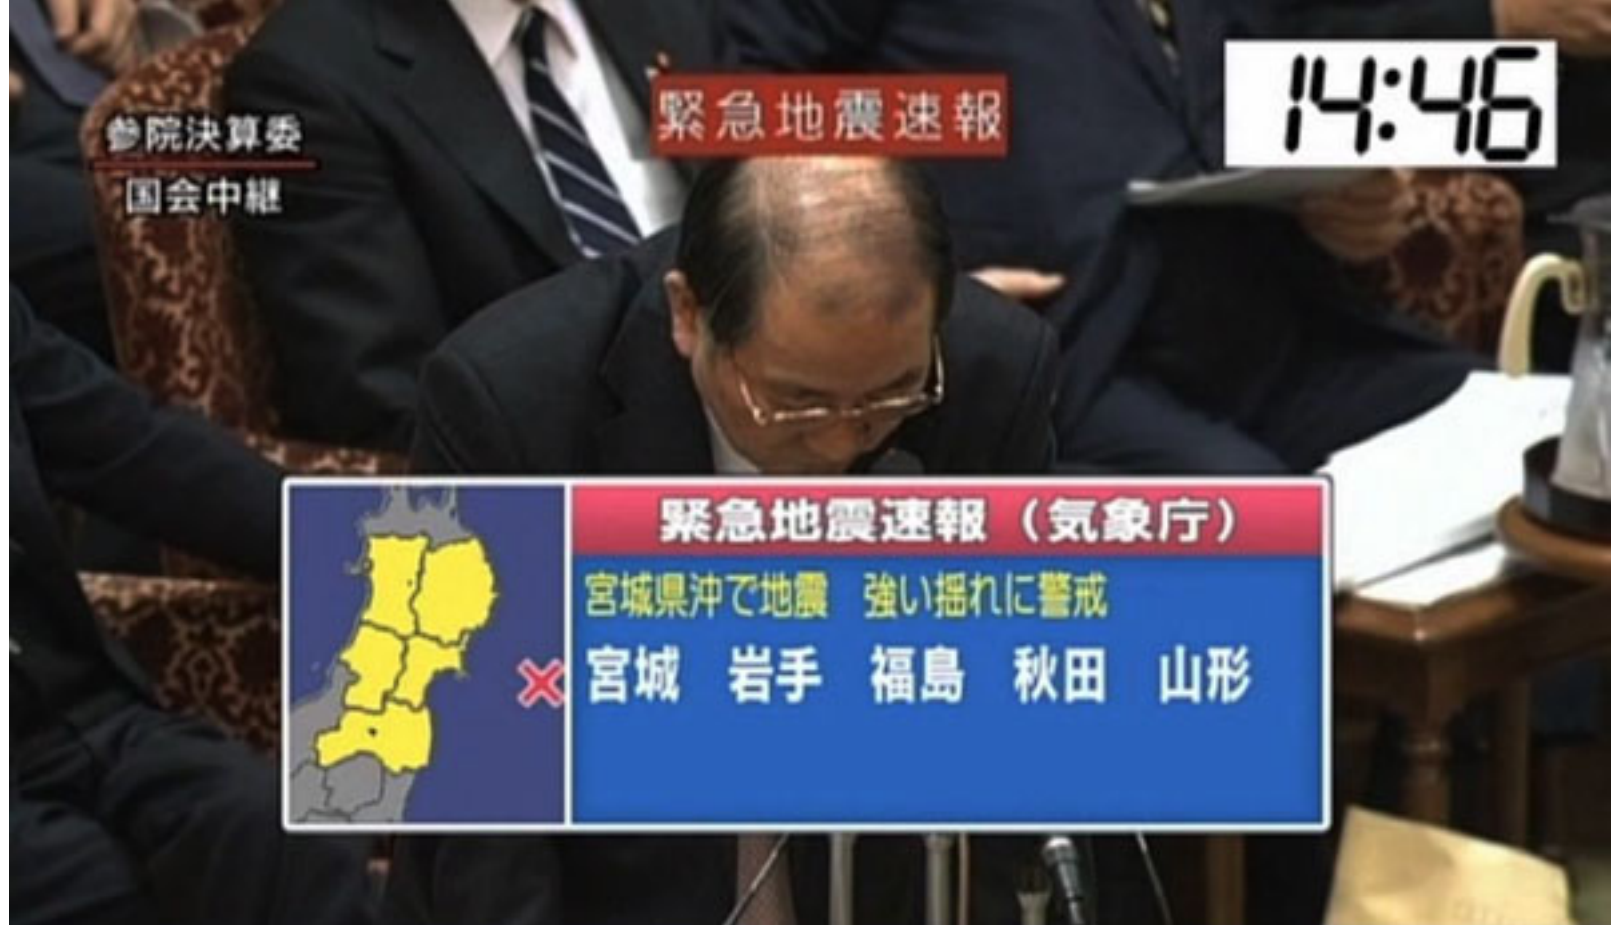 参院決算委
国会中継
緊急地震速報
14:46
緊急地震速報（気象庁）
宮城県沖で地震　強い揺れに警戒
宮城　岩手　福島　秋田　山形